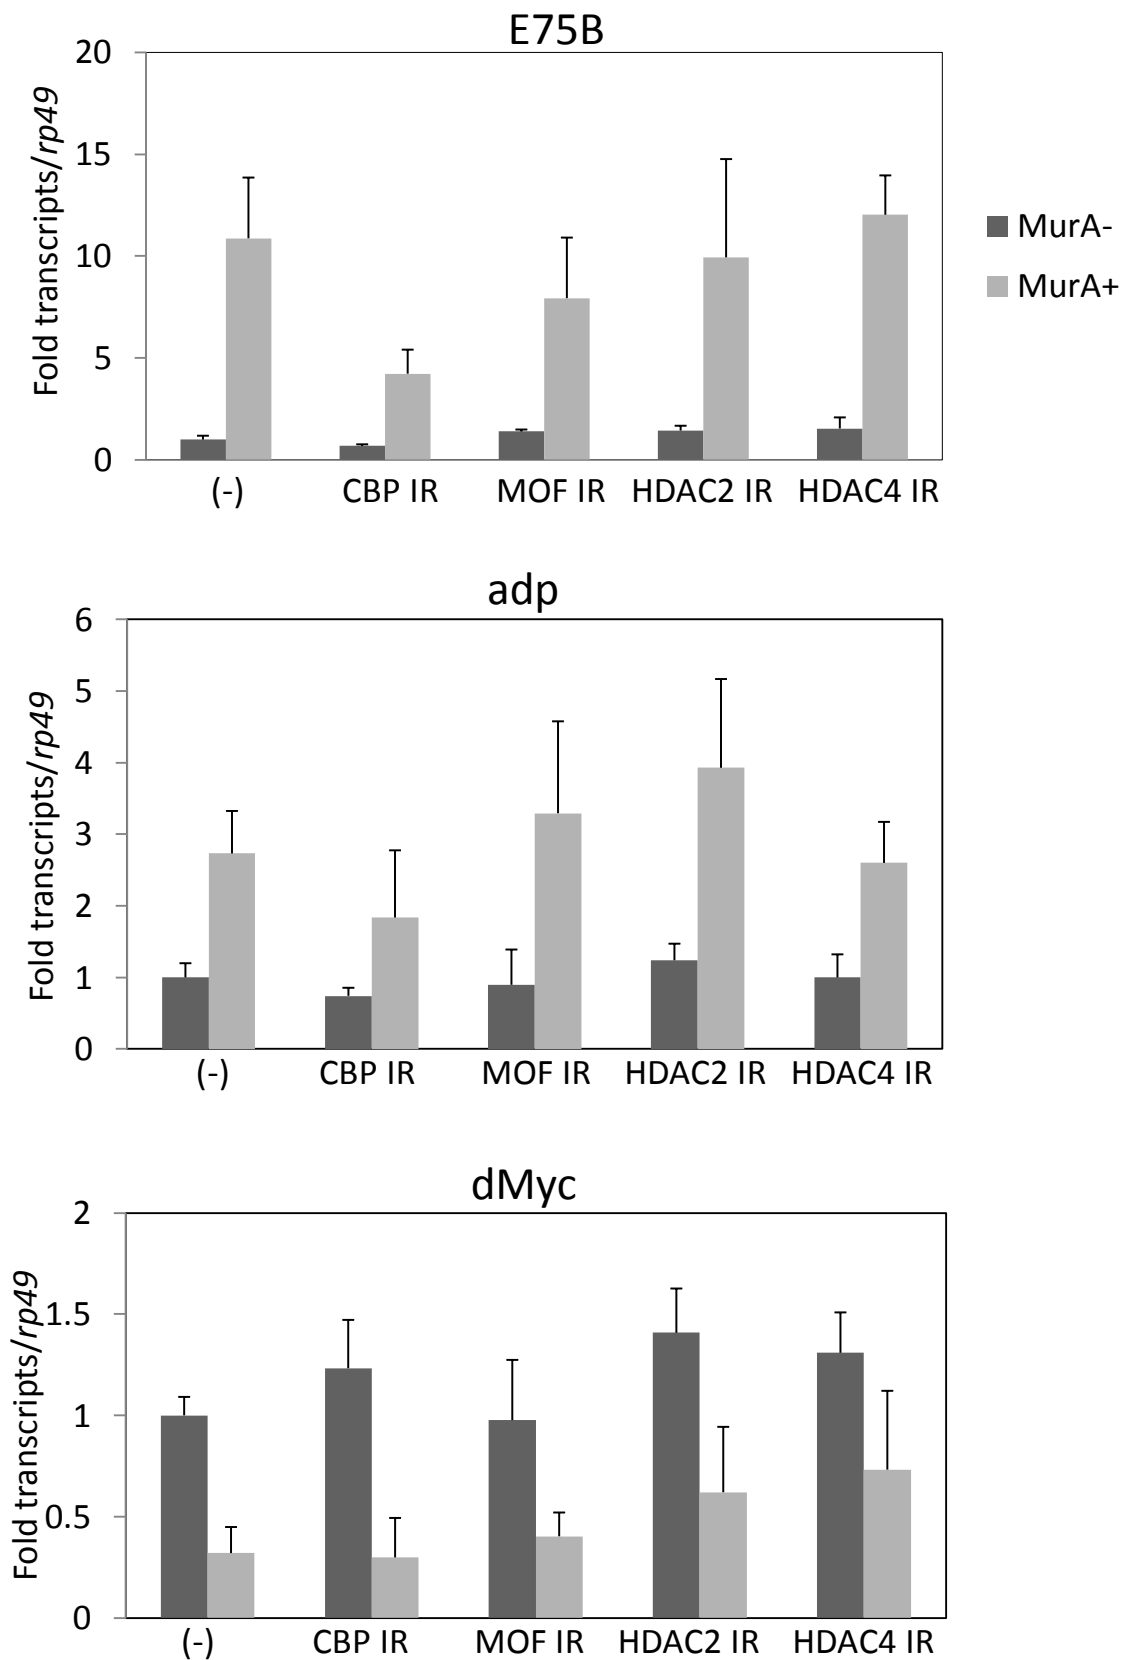 E75B
Fold transcripts/rp49
20
15
10
5
0
(-) CBP IR MOF IR HDAC2 IR HDAC4 IR
MurA-
MurA+
adp
Fold transcripts/rp49
6
5
4
3
2
1
0
(-) CBP IR MOF IR HDAC2 IR HDAC4 IR
dMyc
Fold transcripts/rp49
2
1.5
1
0.5
0
(-) CBP IR MOF IR HDAC2 IR HDAC4 IR